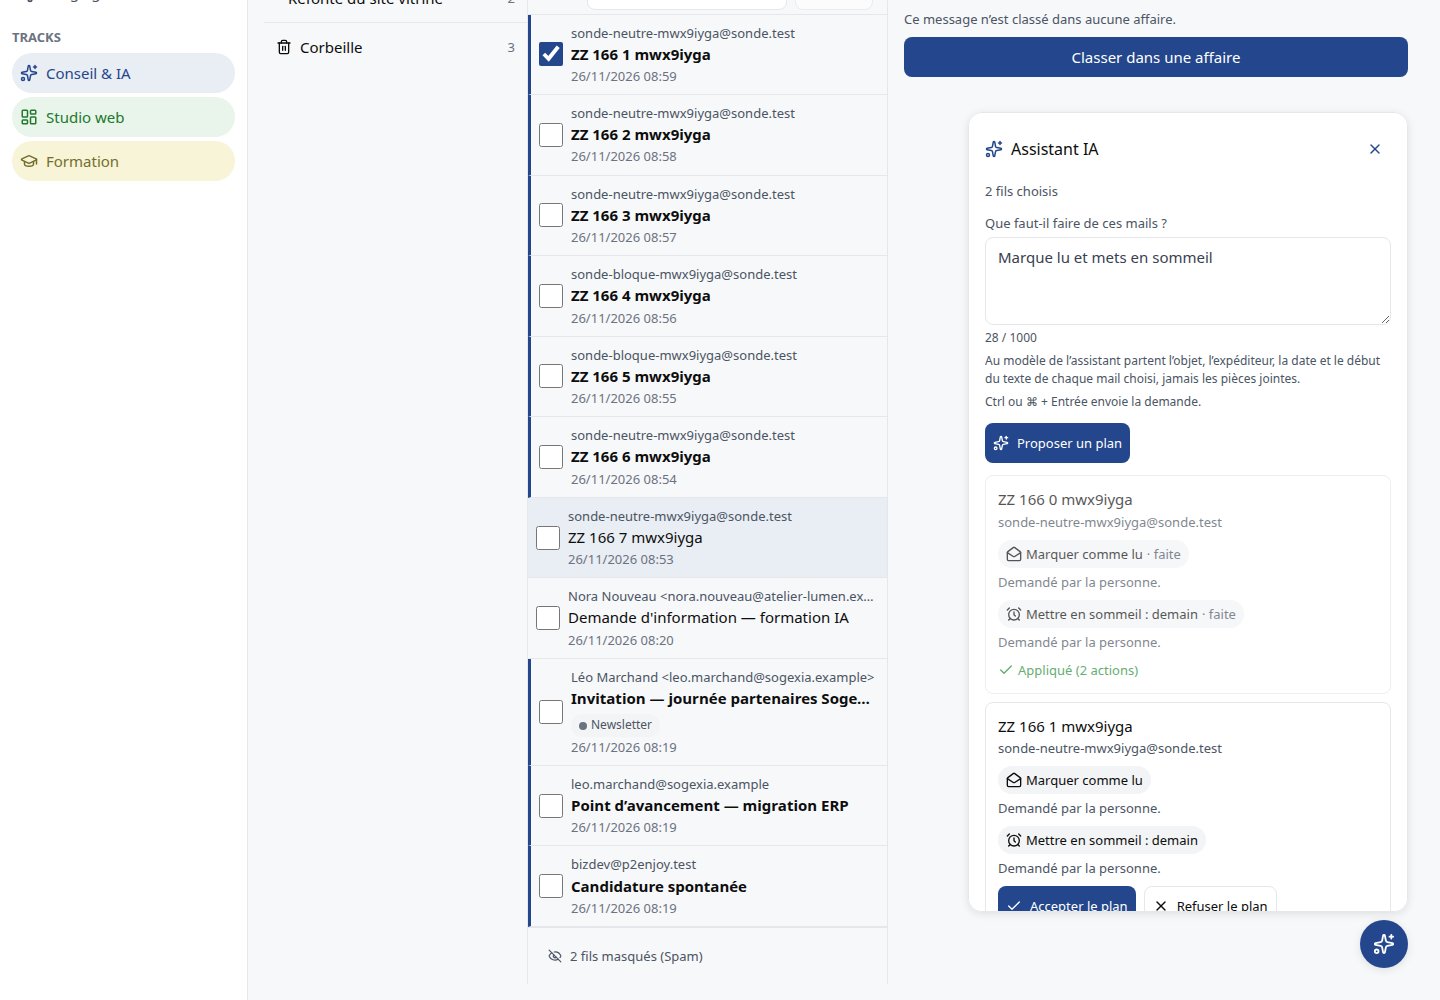 TRACKS
Conseil & IA
Studio web
Formation
Refonte du site vitrine
2
Corbeille
3
sonde-neutre-mwx9iyga@sonde.test
ZZ 166 1 mwx9iyga
26/11/2026 08:59
sonde-neutre-mwx9iyga@sonde.test
ZZ 166 2 mwx9iyga
26/11/2026 08:58
sonde-neutre-mwx9iyga@sonde.test
ZZ 166 3 mwx9iyga
26/11/2026 08:57
sonde-bloque-mwx9iyga@sonde.test
ZZ 166 4 mwx9iyga
26/11/2026 08:56
sonde-bloque-mwx9iyga@sonde.test
ZZ 166 5 mwx9iyga
26/11/2026 08:55
sonde-neutre-mwx9iyga@sonde.test
ZZ 166 6 mwx9iyga
26/11/2026 08:54
sonde-neutre-mwx9iyga@sonde.test
ZZ 166 7 mwx9iyga
26/11/2026 08:53
Nora Nouveau <nora.nouveau@atelier-lumen.ex…
Demande d'information — formation IA
26/11/2026 08:20
Léo Marchand <leo.marchand@sogexia.example>
Invitation — journée partenaires Soge…
Newsletter
26/11/2026 08:19
leo.marchand@sogexia.example
Point d’avancement — migration ERP
26/11/2026 08:19
bizdev@p2enjoy.test
Candidature spontanée
26/11/2026 08:19
2 fils masqués (Spam)
Ce message n’est classé dans aucune affaire.
Classer dans une affaire
Assistant IA
2 fils choisis
Que faut-il faire de ces mails ?
Marque lu et mets en sommeil
28 / 1000
Au modèle de l’assistant partent l’objet, l’expéditeur, la date et le début
du texte de chaque mail choisi, jamais les pièces jointes.
Ctrl ou ⌘ + Entrée envoie la demande.
Proposer un plan
ZZ 166 0 mwx9iyga
sonde-neutre-mwx9iyga@sonde.test
Marquer comme lu · faite
Demandé par la personne.
Mettre en sommeil : demain · faite
Demandé par la personne.
Appliqué (2 actions)
ZZ 166 1 mwx9iyga
sonde-neutre-mwx9iyga@sonde.test
Marquer comme lu
Demandé par la personne.
Mettre en sommeil : demain
Demandé par la personne.
Accepter le plan
Refuser le plan